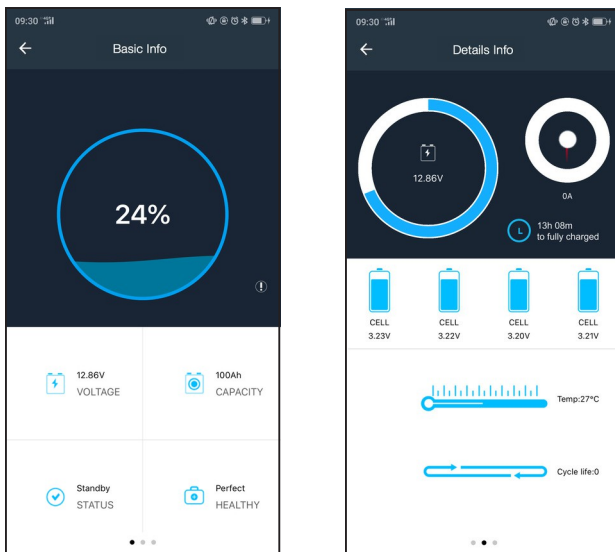 09:30
Basic Info
24%
12.86V
VOLTAGE
100Ah
CAPACITY
Standby
STATUS
Perfect
HEALTHY
09:30
Details Info
12.86V
0A
13h 08m
to fully charged
CELL
3.23V
CELL
3.22V
CELL
3.20V
CELL
3.21V
Temp:27°C
Cycle life:0